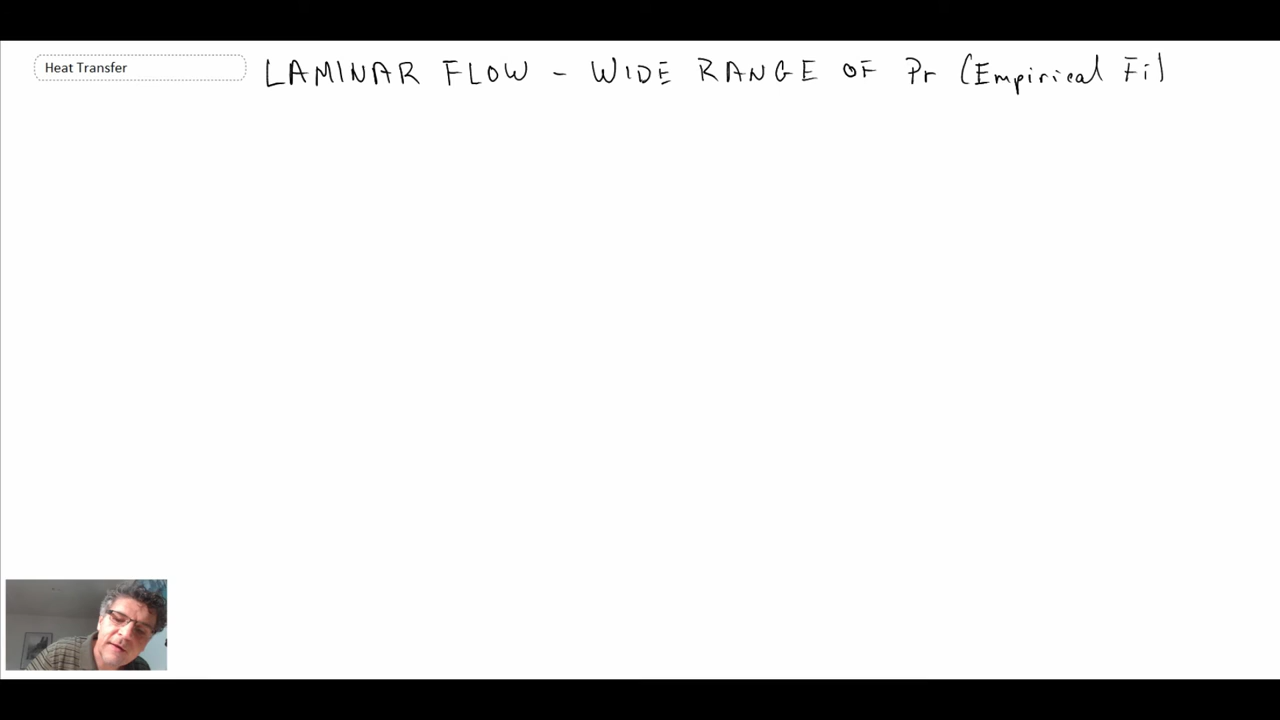 Heat Transfer
LAMINAR FLOW - WIDE RANGE OF Pr (Empirical Fi)